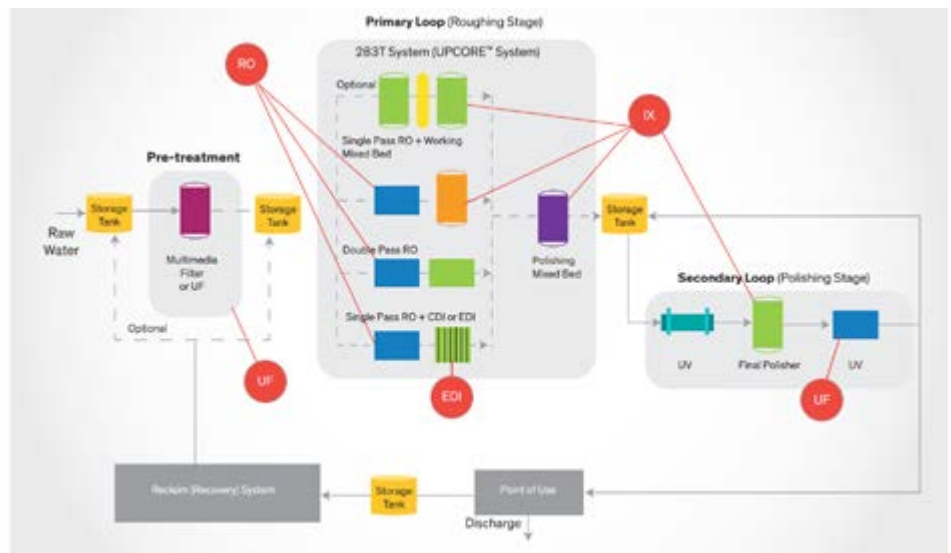 Primary Loop (Roughing Stage)
283T System (UPCORE™ System)
RO
Optional
IX
Single Pass RO + Working
Mixed Bed
Pre-treatment
Storage
Tank
Storage
Tank
Storage
Tank
Raw
Water
Multimedia
Filter
or UF
Double Pass RO
Polishing
Mixed Bed
Secondary Loop (Polishing Stage)
Single Pass RO + CDI or EDI
Optional
UV
Final Polisher
UV
UF
EDI
UF
Reclaim (Recovery) System
Storage
Tank
Point of Use
Discharge